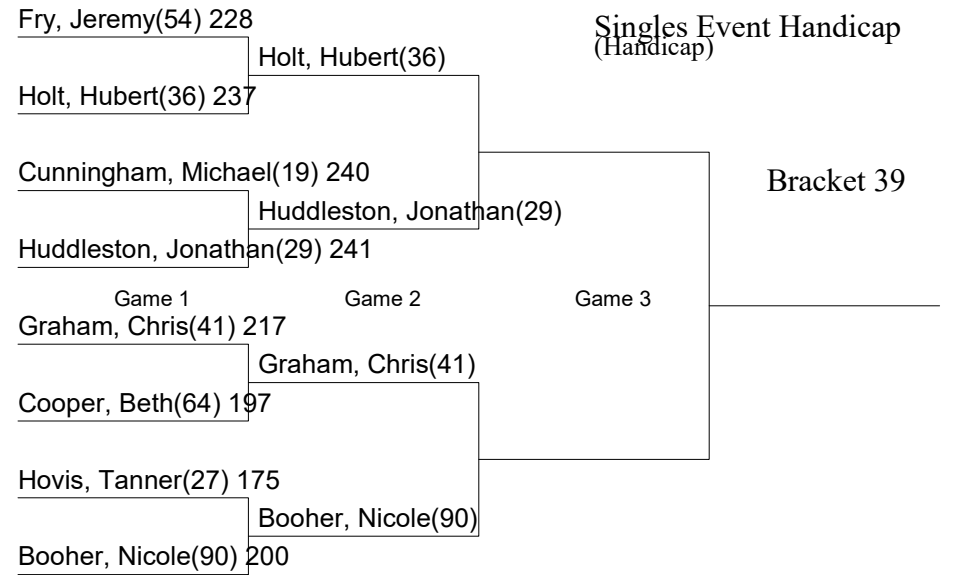 Fry, Jeremy(54) 228
Singles Event Handicap
(Handicap)
Holt, Hubert(36)
Holt, Hubert(36) 237
Cunningham, Michael(19) 240
Bracket 39
Huddleston, Jonathan(29)
Huddleston, Jonathan(29) 241
Game 1
Game 2
Game 3
Graham, Chris(41) 217
Graham, Chris(41)
Cooper, Beth(64) 197
Hovis, Tanner(27) 175
Booher, Nicole(90)
Booher, Nicole(90) 200